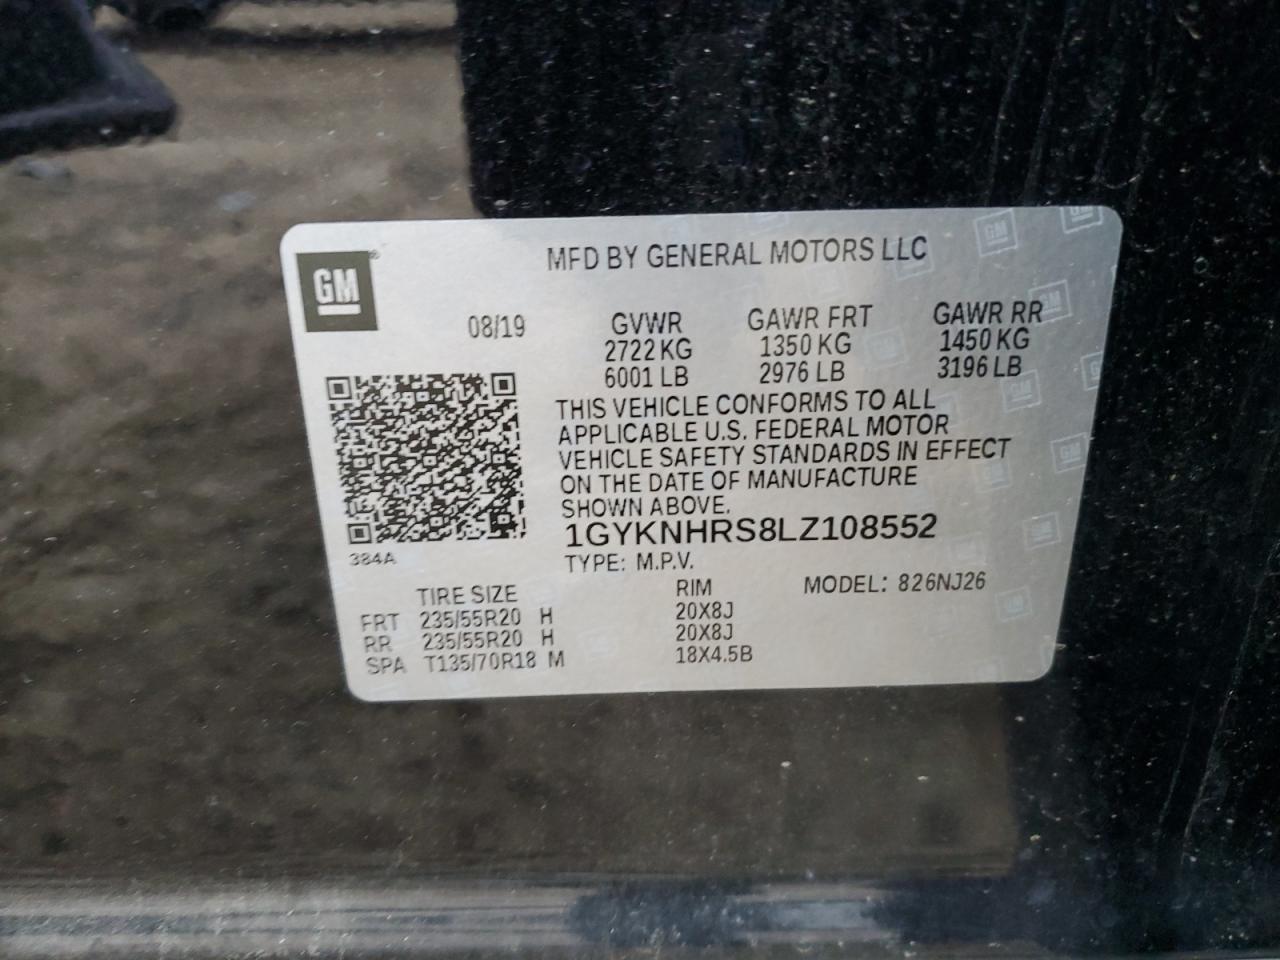 GM
MFD BY GENERAL MOTORS LLC
08/19
GVWR GAWR FRT GAWR RR
2722 KG 1350 KG 1450 KG
6001 LB 2976 LB 3196 LB
THIS VEHICLE CONFORMS TO ALL
APPLICABLE U.S. FEDERAL MOTOR
VEHICLE SAFETY STANDARDS IN EFFECT
ON THE DATE OF MANUFACTURE
SHOWN ABOVE.
1GYKNHRS8LZ108552
384A
TYPE: M.P.V.
TIRE SIZE RIM MODEL: 826NJ26
FRT 235/55R20 H 20X8J
RR 235/55R20 H 20X8J
SPA T135/70R18 M 18X4.5B